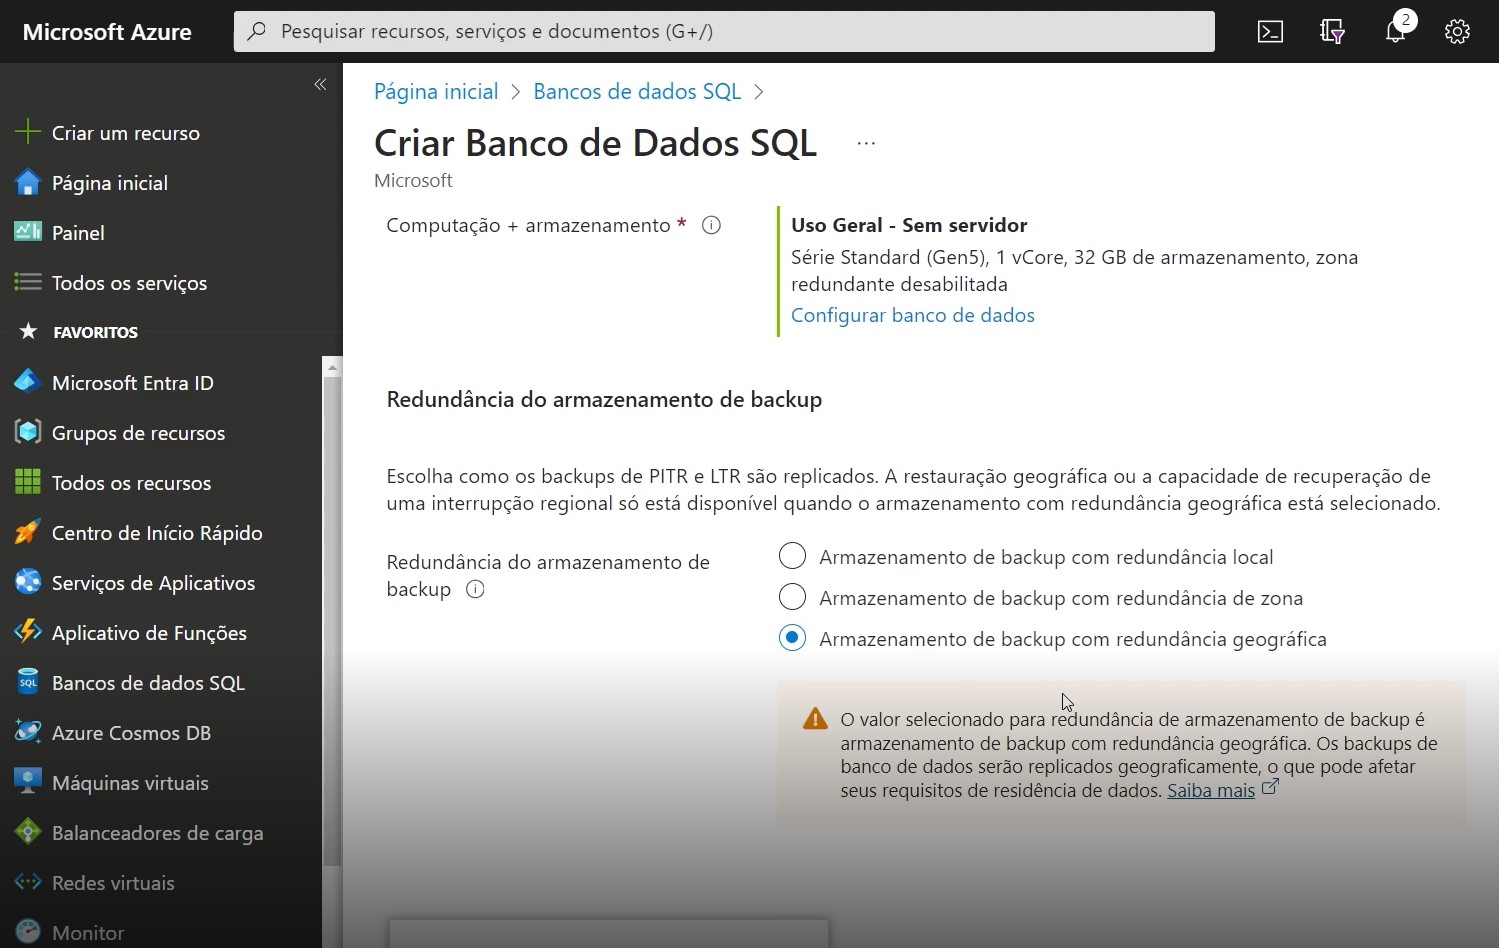 Microsoft Azure
Pesquisar recursos, serviços e documentos (G+/)
2
Criar um recurso
Página inicial
Painel
Todos os serviços
FAVORITOS
Microsoft Entra ID
Grupos de recursos
Todos os recursos
Centro de Início Rápido
Serviços de Aplicativos
Aplicativo de Funções
SQL
Bancos de dados SQL
Azure Cosmos DB
Máquinas virtuais
Balanceadores de carga
Redes virtuais
Monitor
Página inicial > Bancos de dados SQL >
Criar Banco de Dados SQL ...
Microsoft
Computação + armazenamento *
Uso Geral - Sem servidor
Série Standard (Gen5), 1 vCore, 32 GB de armazenamento, zona
redundante desabilitada
Configurar banco de dados
Redundância do armazenamento de backup
Escolha como os backups de PITR e LTR são replicados. A restauração geográfica ou a capacidade de recuperação de
uma interrupção regional só está disponível quando o armazenamento com redundância geográfica está selecionado.
Redundância do armazenamento de
backup
Armazenamento de backup com redundância local
Armazenamento de backup com redundância de zona
Armazenamento de backup com redundância geográfica
O valor selecionado para redundância de armazenamento de backup é
armazenamento de backup com redundância geográfica. Os backups de
banco de dados serão replicados geograficamente, o que pode afetar
seus requisitos de residência de dados. Saiba mais